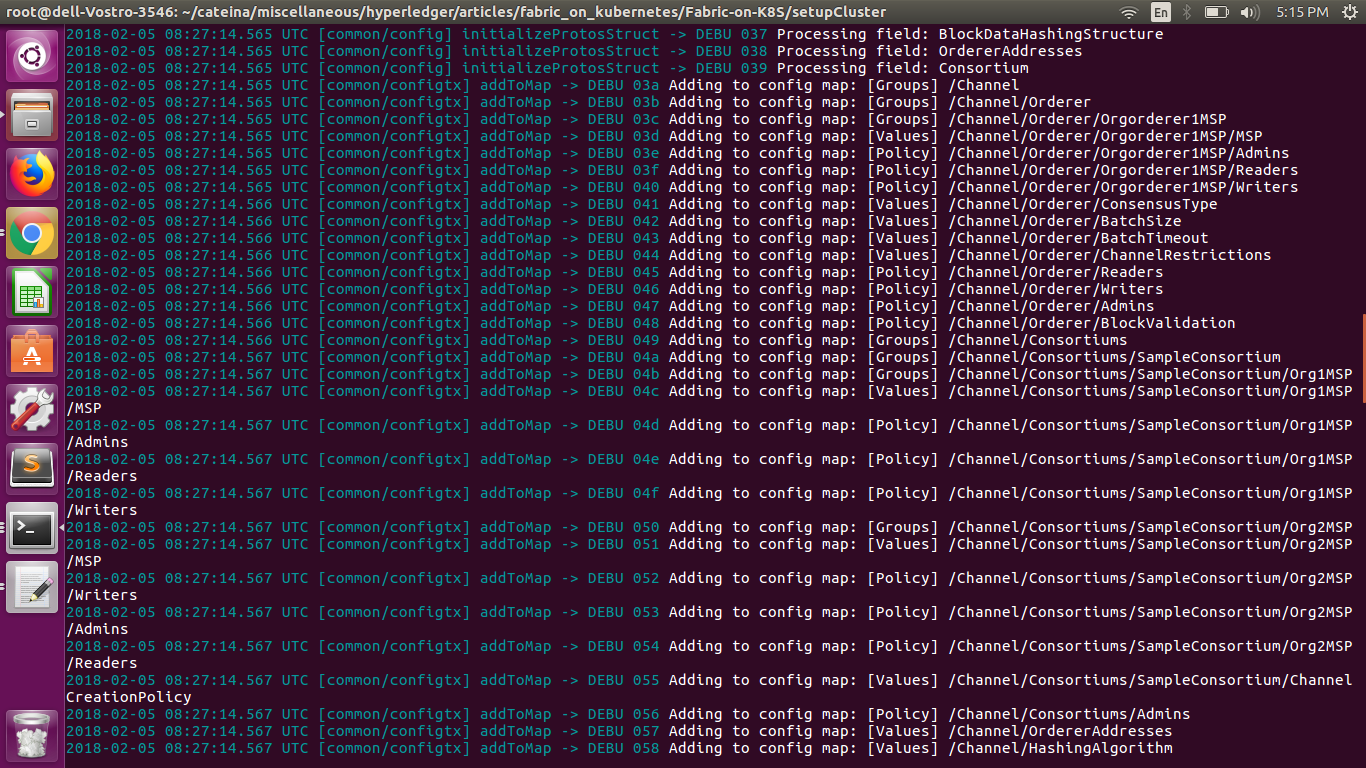 root@dell-Vostro-3546: ~/cateina/miscellaneous/hyperledger/articles/fabric_on_kubernetes/Fabric-on-K8S/setupCluster
En
5:15 PM
2018-02-05 08:27:14.565 UTC [common/config] initializeProtosStruct -> DEBU 037 Processing field: BlockDataHashingStructure
2018-02-05 08:27:14.565 UTC [common/config] initializeProtosStruct -> DEBU 038 Processing field: OrdererAddresses
2018-02-05 08:27:14.565 UTC [common/config] initializeProtosStruct -> DEBU 039 Processing field: Consortium
2018-02-05 08:27:14.565 UTC [common/configtx] addToMap -> DEBU 03a Adding to config map: [Groups] /Channel
2018-02-05 08:27:14.565 UTC [common/configtx] addToMap -> DEBU 03b Adding to config map: [Groups] /Channel/Orderer
2018-02-05 08:27:14.565 UTC [common/configtx] addToMap -> DEBU 03c Adding to config map: [Groups] /Channel/Orderer/Orgorderer1MSP
2018-02-05 08:27:14.565 UTC [common/configtx] addToMap -> DEBU 03d Adding to config map: [Values] /Channel/Orderer/Orgorderer1MSP/MSP
2018-02-05 08:27:14.565 UTC [common/configtx] addToMap -> DEBU 03e Adding to config map: [Policy] /Channel/Orderer/Orgorderer1MSP/Admins
2018-02-05 08:27:14.565 UTC [common/configtx] addToMap -> DEBU 03f Adding to config map: [Policy] /Channel/Orderer/Orgorderer1MSP/Readers
2018-02-05 08:27:14.565 UTC [common/configtx] addToMap -> DEBU 040 Adding to config map: [Policy] /Channel/Orderer/Orgorderer1MSP/Writers
2018-02-05 08:27:14.566 UTC [common/configtx] addToMap -> DEBU 041 Adding to config map: [Values] /Channel/Orderer/ConsensusType
2018-02-05 08:27:14.566 UTC [common/configtx] addToMap -> DEBU 042 Adding to config map: [Values] /Channel/Orderer/BatchSize
2018-02-05 08:27:14.566 UTC [common/configtx] addToMap -> DEBU 043 Adding to config map: [Values] /Channel/Orderer/BatchTimeout
2018-02-05 08:27:14.566 UTC [common/configtx] addToMap -> DEBU 044 Adding to config map: [Values] /Channel/Orderer/ChannelRestrictions
2018-02-05 08:27:14.566 UTC [common/configtx] addToMap -> DEBU 045 Adding to config map: [Policy] /Channel/Orderer/Readers
2018-02-05 08:27:14.566 UTC [common/configtx] addToMap -> DEBU 046 Adding to config map: [Policy] /Channel/Orderer/Writers
2018-02-05 08:27:14.566 UTC [common/configtx] addToMap -> DEBU 047 Adding to config map: [Policy] /Channel/Orderer/Admins
2018-02-05 08:27:14.566 UTC [common/configtx] addToMap -> DEBU 048 Adding to config map: [Policy] /Channel/Orderer/BlockValidation
2018-02-05 08:27:14.566 UTC [common/configtx] addToMap -> DEBU 049 Adding to config map: [Groups] /Channel/Consortiums
2018-02-05 08:27:14.567 UTC [common/configtx] addToMap -> DEBU 04a Adding to config map: [Groups] /Channel/Consortiums/SampleConsortium
2018-02-05 08:27:14.567 UTC [common/configtx] addToMap -> DEBU 04b Adding to config map: [Groups] /Channel/Consortiums/SampleConsortium/Org1MSP
2018-02-05 08:27:14.567 UTC [common/configtx] addToMap -> DEBU 04c Adding to config map: [Values] /Channel/Consortiums/SampleConsortium/Org1MSP
/MSP
2018-02-05 08:27:14.567 UTC [common/configtx] addToMap -> DEBU 04d Adding to config map: [Policy] /Channel/Consortiums/SampleConsortium/Org1MSP
/Admins
2018-02-05 08:27:14.567 UTC [common/configtx] addToMap -> DEBU 04e Adding to config map: [Policy] /Channel/Consortiums/SampleConsortium/Org1MSP
/Readers
2018-02-05 08:27:14.567 UTC [common/configtx] addToMap -> DEBU 04f Adding to config map: [Policy] /Channel/Consortiums/SampleConsortium/Org1MSP
/Writers
2018-02-05 08:27:14.567 UTC [common/configtx] addToMap -> DEBU 050 Adding to config map: [Groups] /Channel/Consortiums/SampleConsortium/Org2MSP
2018-02-05 08:27:14.567 UTC [common/configtx] addToMap -> DEBU 051 Adding to config map: [Values] /Channel/Consortiums/SampleConsortium/Org2MSP
/MSP
2018-02-05 08:27:14.567 UTC [common/configtx] addToMap -> DEBU 052 Adding to config map: [Policy] /Channel/Consortiums/SampleConsortium/Org2MSP
/Writers
2018-02-05 08:27:14.567 UTC [common/configtx] addToMap -> DEBU 053 Adding to config map: [Policy] /Channel/Consortiums/SampleConsortium/Org2MSP
/Admins
2018-02-05 08:27:14.567 UTC [common/configtx] addToMap -> DEBU 054 Adding to config map: [Policy] /Channel/Consortiums/SampleConsortium/Org2MSP
/Readers
2018-02-05 08:27:14.567 UTC [common/configtx] addToMap -> DEBU 055 Adding to config map: [Values] /Channel/Consortiums/SampleConsortium/Channel
CreationPolicy
2018-02-05 08:27:14.567 UTC [common/configtx] addToMap -> DEBU 056 Adding to config map: [Policy] /Channel/Consortiums/Admins
2018-02-05 08:27:14.567 UTC [common/configtx] addToMap -> DEBU 057 Adding to config map: [Values] /Channel/OrdererAddresses
2018-02-05 08:27:14.567 UTC [common/configtx] addToMap -> DEBU 058 Adding to config map: [Values] /Channel/HashingAlgorithm